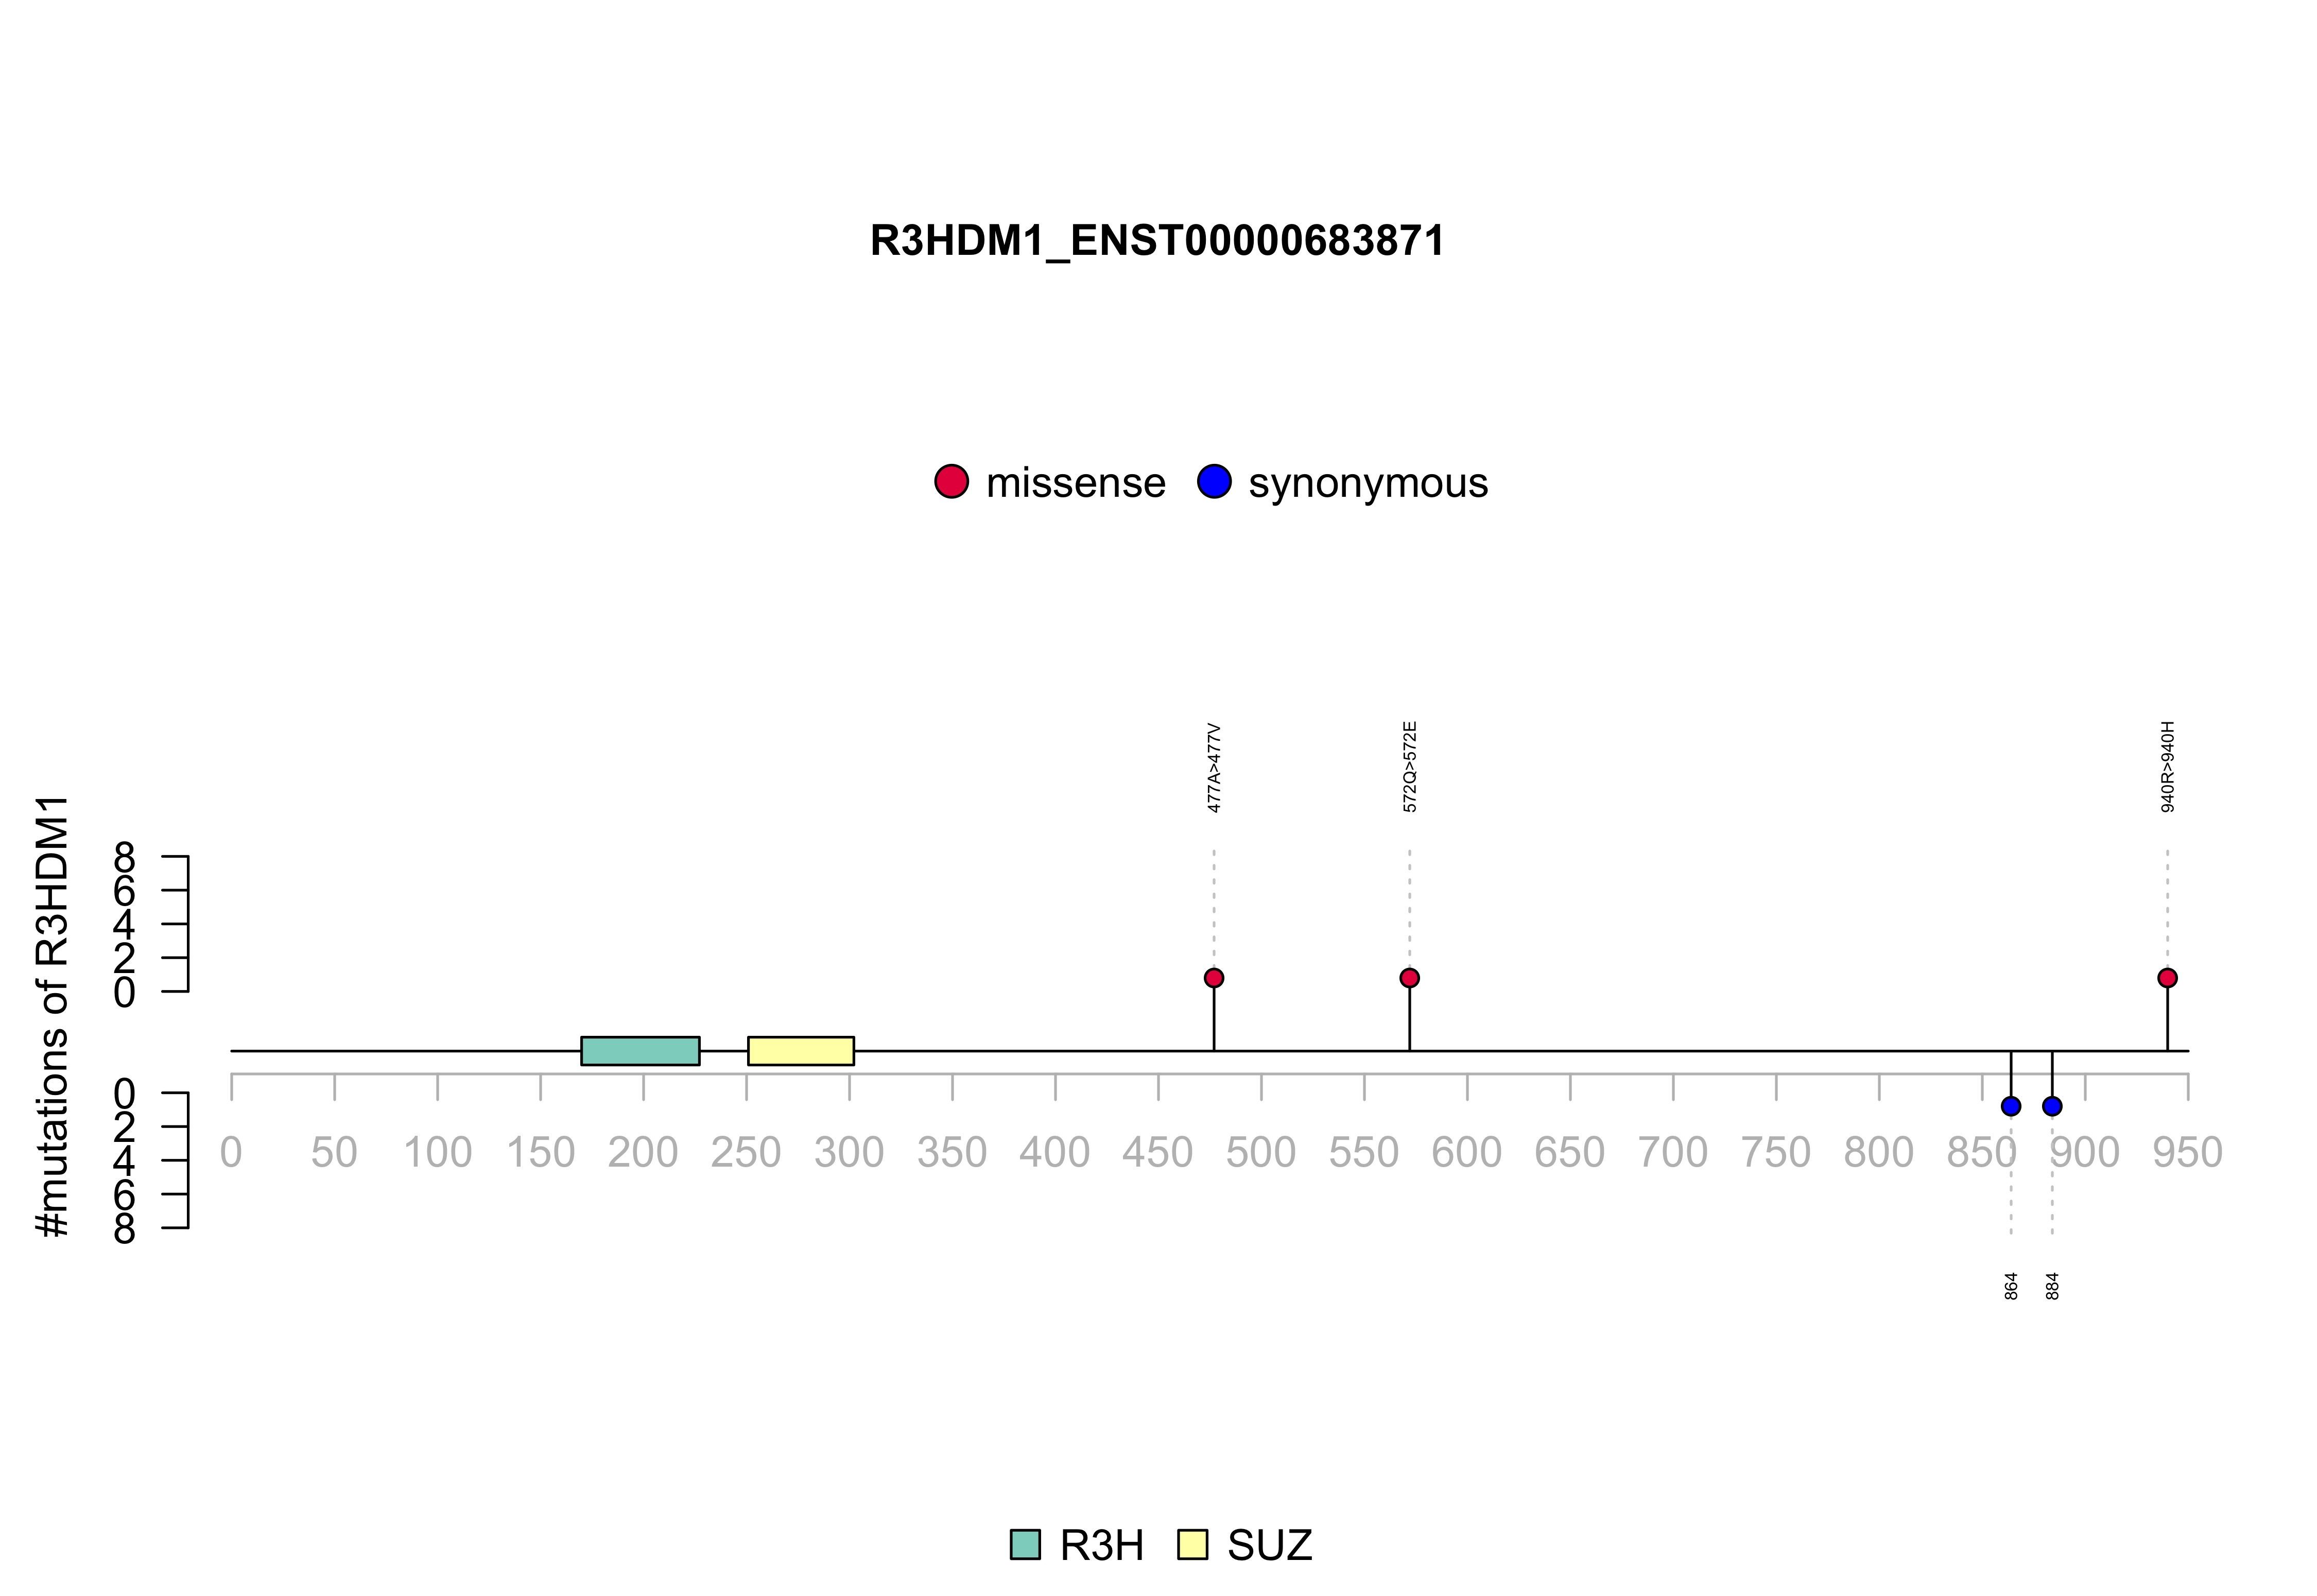 R3HDM1_ENST00000683871
missense synonymous
477A>477V
572Q>572E
940R>940H
#mutations of R3HDM1
8
6
4
2
0
0
2
4
6
8
0 50 100 150 200 250 300 350 400 450 500 550 600 650 700 750 800 850 900 950
864
884
R3H SUZ